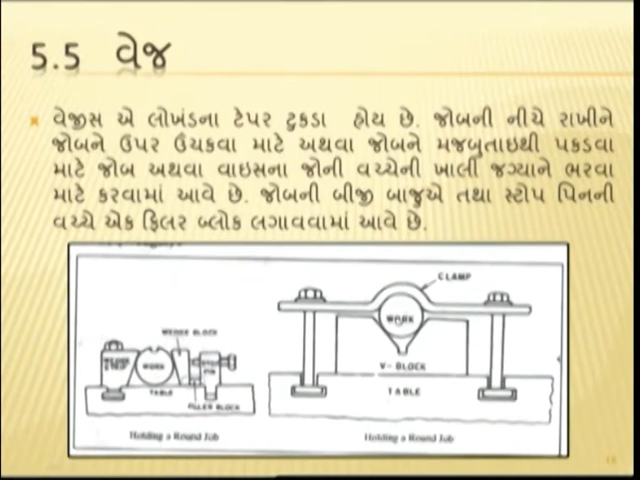 5.5 વેજ
વેજીસ એ લોખંડના ટેપર ટુકડા હોય છે. જોબની નીચે રાખીને
જોબને ઉપર ઉંચકવા માટે અથવા જોબને મજબુતાઇથી પકડવા
માટે જોબ અથવા વાઇસના જોની વચ્ચેની ખાલી જગ્યાને ભરવા
માટે કરવામાં આવે છે. જોબની બીજી બાજુએ તથા સ્ટોપ પિનની
વચ્ચે એક ફિલર બ્લોક લગાવવામાં આવે છે.
CLAMP
WORK
WEDGE BLOCK
WORK
V-BLOCK
TABLE
TABLE
FILLER BLOCK
Holding a Round Job
Holding a Round Job